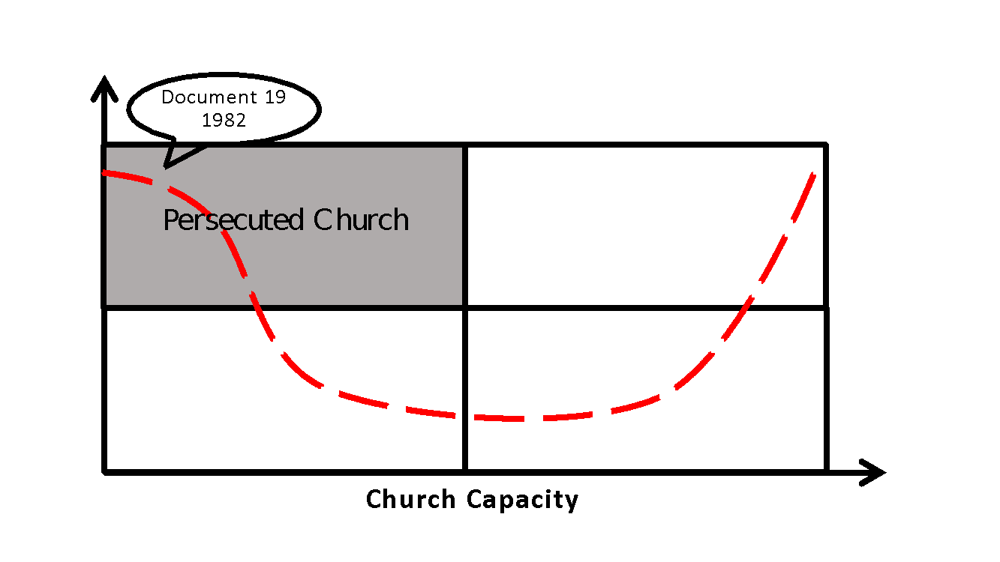 Document 19
1982
Persecuted Church
Church Capacity